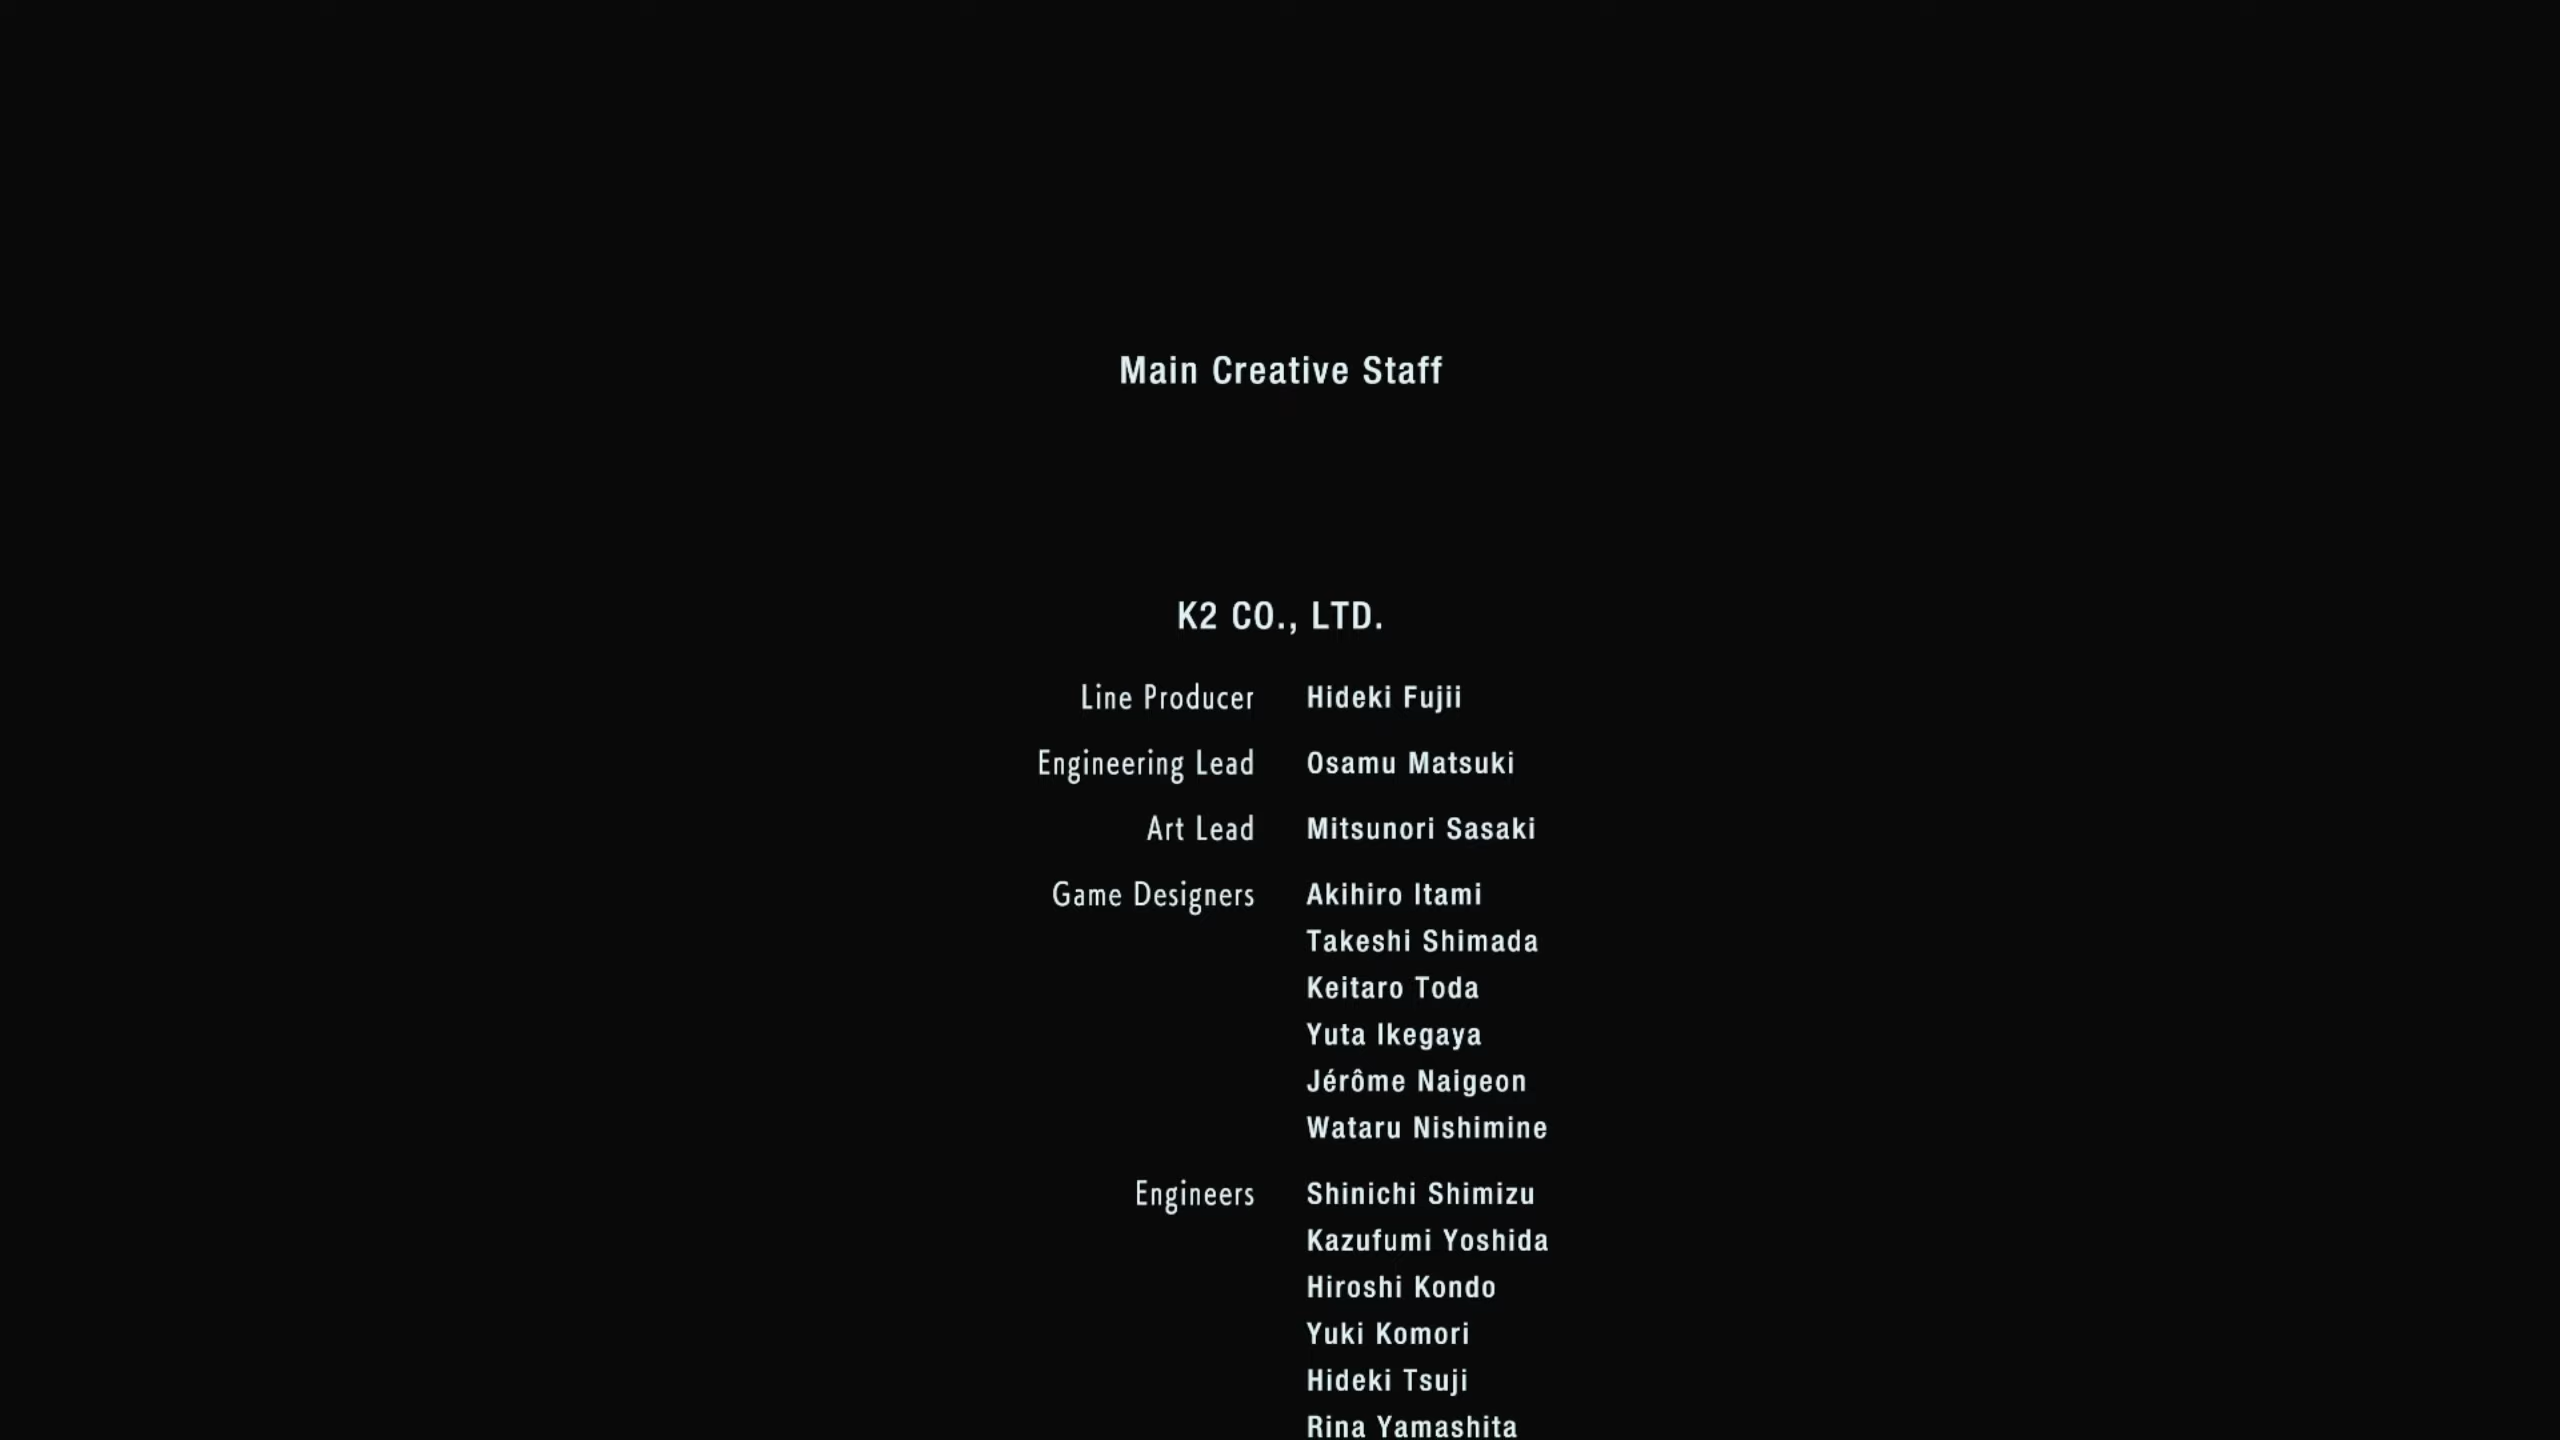 Main Creative Staff
K2 CO., LTD.
Line Producer Hideki Fujii
Engineering Lead Osamu Matsuki
Art Lead Mitsunori Sasaki
Game Designers Akihiro Itami
Takeshi Shimada
Keitaro Toda
Yuta Ikegaya
Jérôme Naigeon
Wataru Nishimine
Engineers Shinichi Shimizu
Kazufumi Yoshida
Hiroshi Kondo
Yuki Komori
Hideki Tsuji
Rina Yamashita